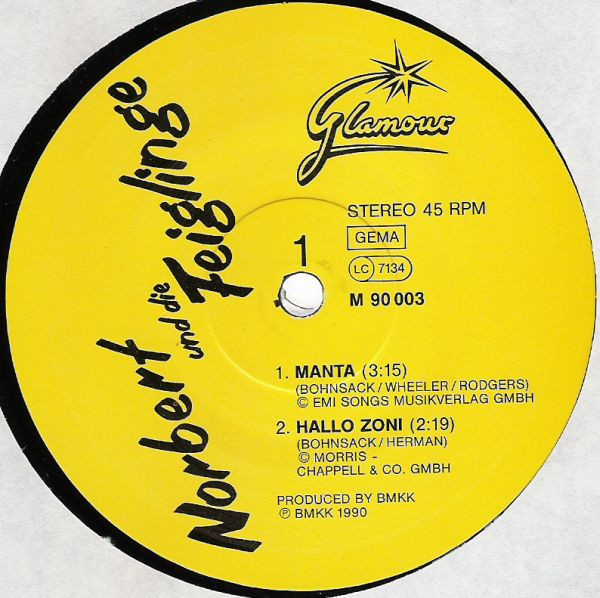 Norbert
und die
Feiglinge
Glamour
STEREO 45 RPM
GEMA
LC 7134
1
M 90 003
1. MANTA (3:15)
(BOHNSACK / WHEELER / RODGERS)
© EMI SONGS MUSIKVERLAG GMBH
2. HALLO ZONI (2:19)
(BOHNSACK / HERMAN)
© MORRIS -
CHAPPELL & CO. GMBH
PRODUCED BY BMKK
℗ BMKK 1990